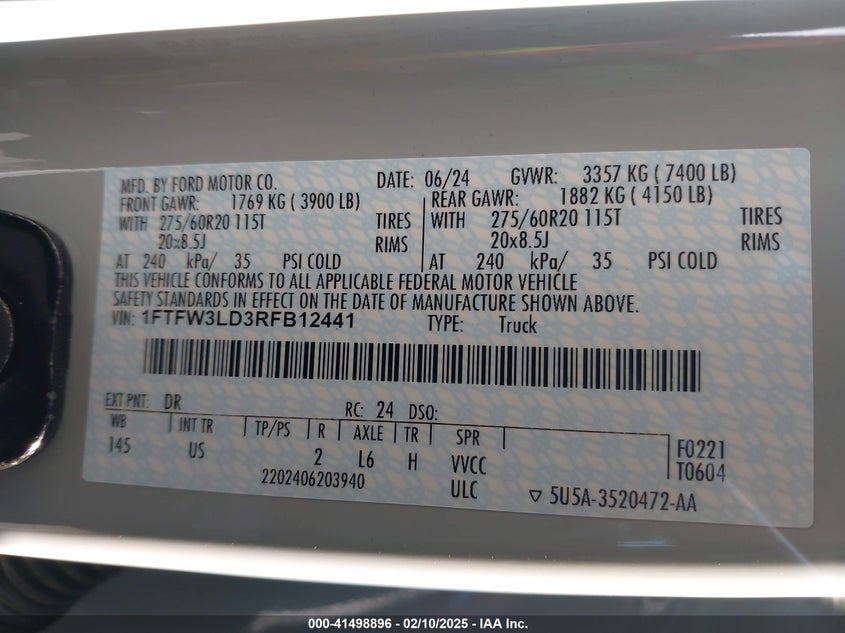 MFD. BY FORD MOTOR CO. DATE: 06/24 GVWR: 3357 KG ( 7400 LB)
FRONT GAWR: 1769 KG ( 3900 LB) REAR GAWR: 1882 KG ( 4150 LB)
WITH 275/60R20 115T TIRES WITH 275/60R20 115T TIRES
20x8.5J RIMS 20x8.5J RIMS
AT 240 kPa/ 35 PSI COLD AT 240 kPa/ 35 PSI COLD
THIS VEHICLE CONFORMS TO ALL APPLICABLE FEDERAL MOTOR VEHICLE
SAFETY STANDARDS IN EFFECT ON THE DATE OF MANUFACTURE SHOWN ABOVE.
VIN: 1FTFW3LD3RFB12441 TYPE: Truck
EXT PNT: DR RC: 24 DSO:
WB INT TR TP/PS R AXLE TR SPR F0221
145 US 2 L6 H VVCC T0604
2202406203940 ULC ▽ 5U5A-3520472-AA
000-41498896 - 02/10/2025 - IAA Inc.